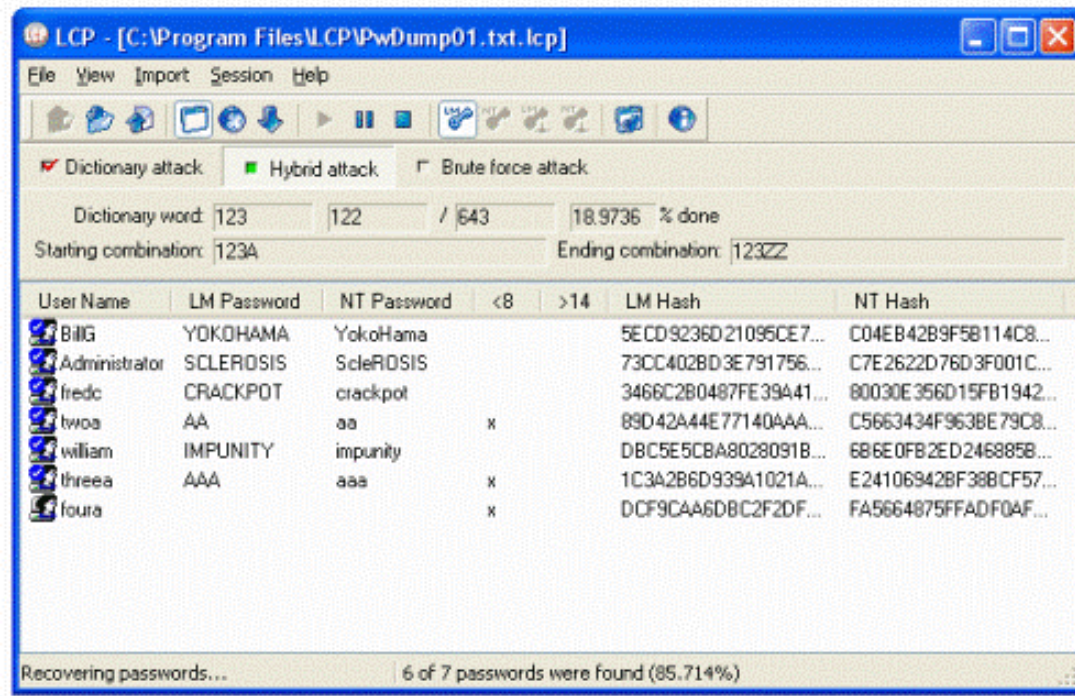 LCP - [C:\Program Files\LCP\PwDump01.txt.lcp]
File View Import Session Help
Dictionary attack Hybrid attack Brute force attack
Dictionary word: 123 122 / 643 18.9736 % done
Starting combination: 123A Ending combination: 123ZZ
User Name LM Password NT Password <8 >14 LM Hash NT Hash
BillG YOKOHAMA YokoHama 5ECD9236D21095CE7... C04EB42B9F5B114C8...
Administrator SCLEROSIS ScleROSIS 73CC402BD3E791756... C7E2622D76D3F001C...
fredc CRACKPOT crackpot 3466C2B0487FE39A41... 80030E356D15FB1942...
twoa AA aa x 89D42A44E77140AAA... C5663434F963BE79C8...
william IMPUNITY impunity DBC5E5CBA8028091B... 6B6E0FB2ED246885B...
threea AAA aaa x 1C3A2B6D939A1021A... E24106942BF38BCF57...
foura x DCF9CAA6DBC2F2DF... FA5664875FFADF0AF...
Recovering passwords... 6 of 7 passwords were found (85.714%)